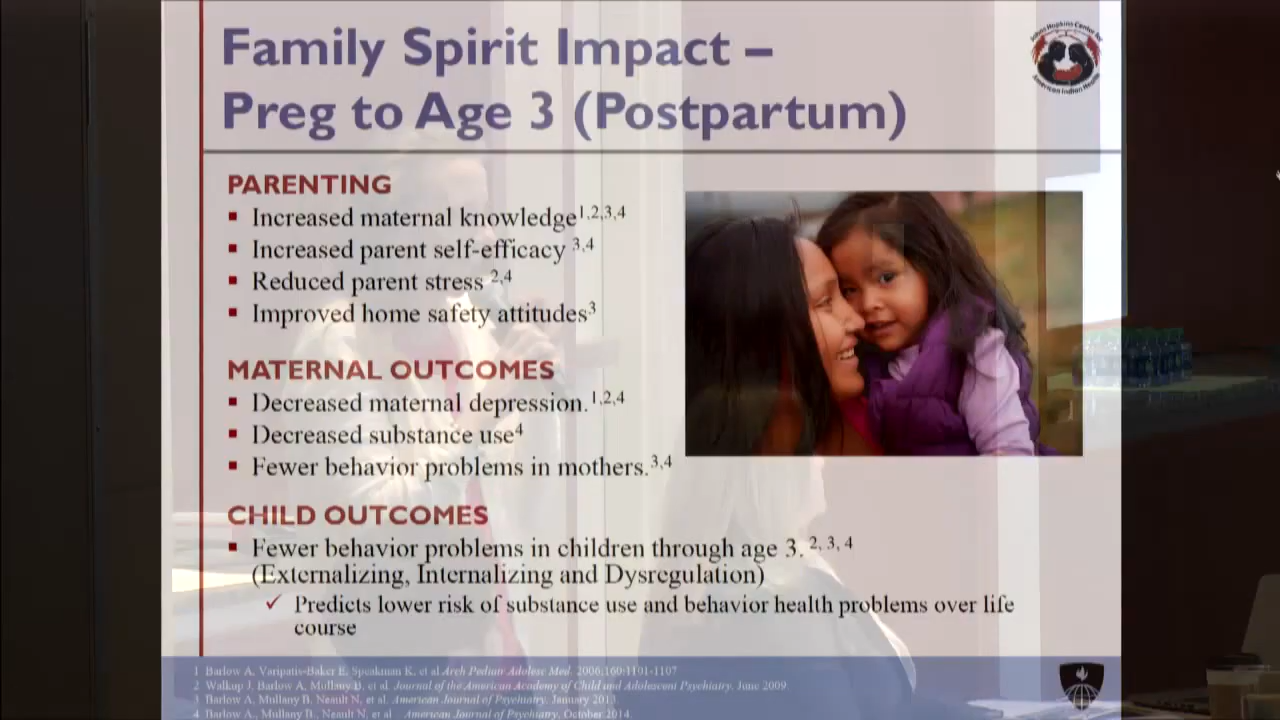 Family Spirit Impact –
Preg to Age 3 (Postpartum)
Johns Hopkins Center for
American Indian Health
PARENTING
▪ Increased maternal knowledge1,2,3,4
▪ Increased parent self-efficacy 3,4
▪ Reduced parent stress 2,4
▪ Improved home safety attitudes3
MATERNAL OUTCOMES
▪ Decreased maternal depression.1,2,4
▪ Decreased substance use4
▪ Fewer behavior problems in mothers.3,4
CHILD OUTCOMES
▪ Fewer behavior problems in children through age 3. 2, 3, 4
(Externalizing, Internalizing and Dysregulation)
✓ Predicts lower risk of substance use and behavior health problems over life
course
1 Barlow A, Varipatis-Baker E, Speakman K, et al Arch Pediatr Adolesc Med. 2006;160:1101-1107
2 Walkup J, Barlow A, Mullany B, et al. Journal of the American Academy of Child and Adolescent Psychiatry. June 2009.
3 Barlow A, Mullany B, Neault N, et al. American Journal of Psychiatry. January 2013.
4 Barlow A., Mullany B., Neault N., et al American Journal of Psychiatry, October 2014.